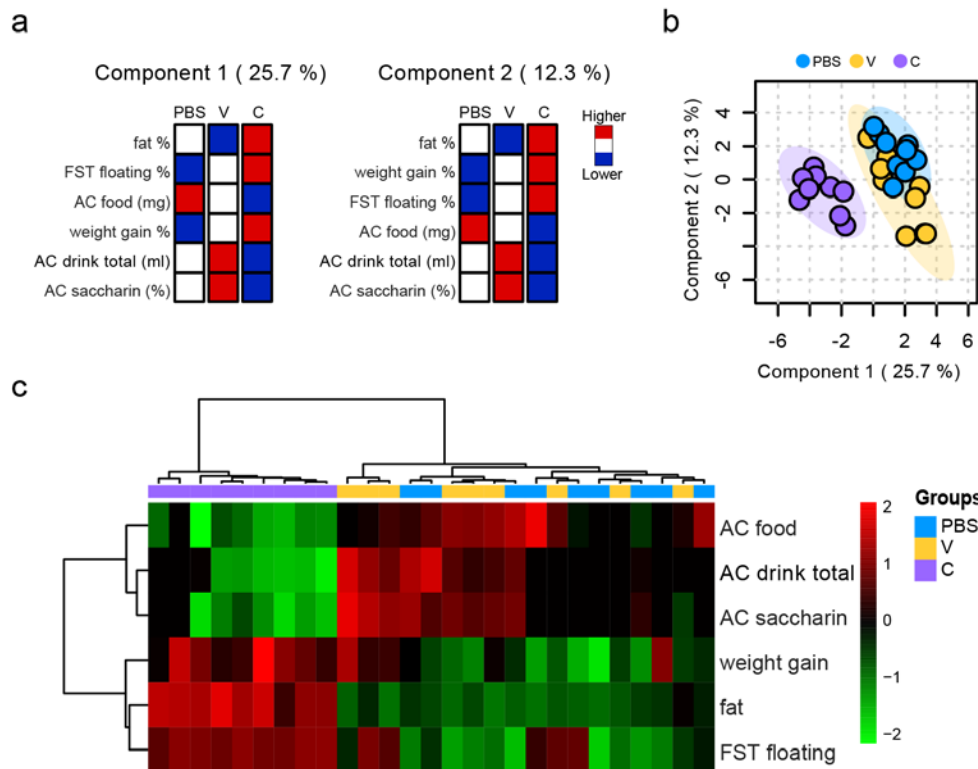 a
Component 1 ( 25.7 %)
PBS V C
fat %
FST floating %
AC food (mg)
weight gain %
AC drink total (ml)
AC saccharin (%)
Component 2 ( 12.3 %)
PBS V C
fat %
weight gain %
FST floating %
AC food (mg)
AC drink total (ml)
AC saccharin (%)
Higher
Lower
b
PBS V C
Component 2 ( 12.3 %)
4
2
0
-2
-4
-6
-6 -4 -2 0 2 4 6
Component 1 ( 25.7 %)
c
AC food
AC drink total
AC saccharin
weight gain
fat
FST floating
2
1
0
−1
−2
Groups
PBS
V
C